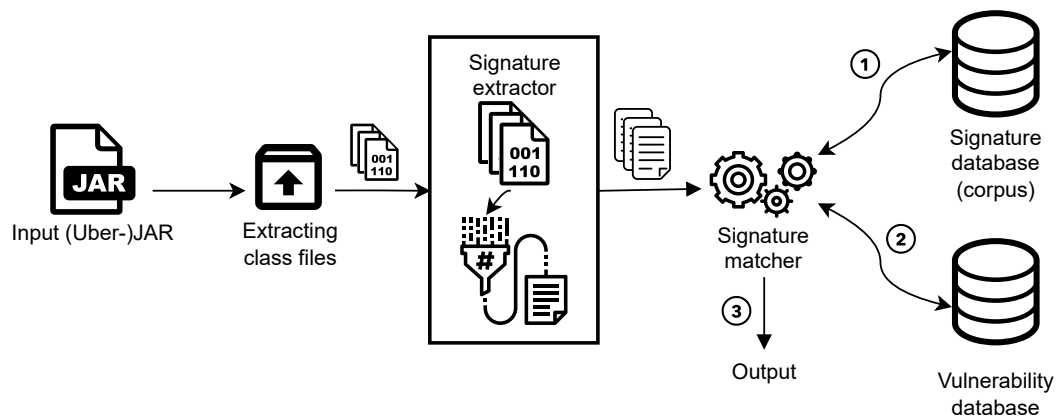 JAR
Input (Uber-)JAR
Extracting
class files
001
110
Signature
extractor
001
110
#
Signature
matcher
1
2
3
Output
Signature
database
(corpus)
Vulnerability
database